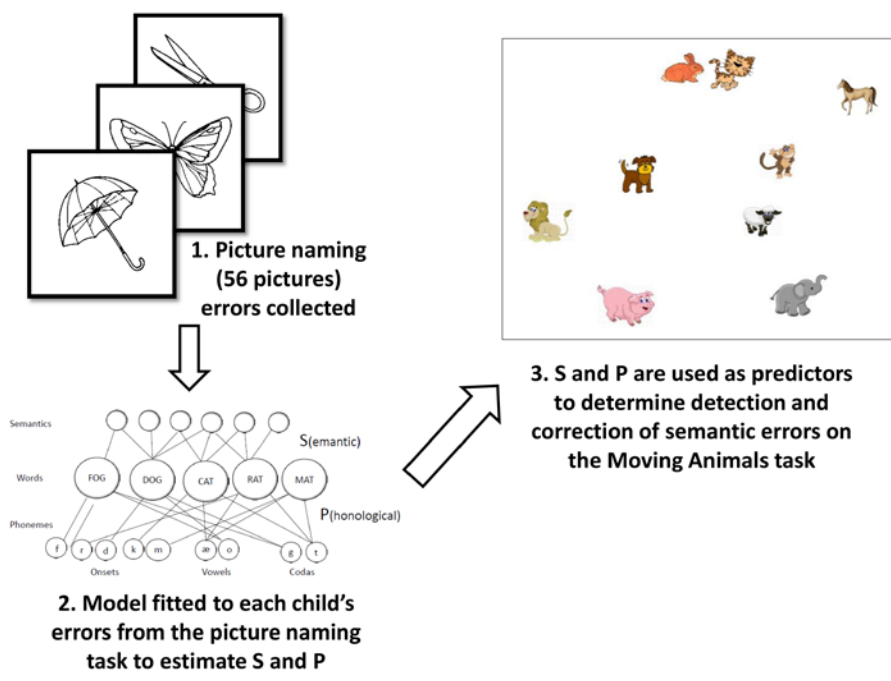 1. Picture naming
(56 pictures)
errors collected
Semantics
S(emantic)
Words
FOG DOG CAT RAT MAT
P(honological)
Phonemes
f r d k m æ o g t
Onsets Vowels Codas
2. Model fitted to each child's
errors from the picture naming
task to estimate S and P
3. S and P are used as predictors
to determine detection and
correction of semantic errors on
the Moving Animals task